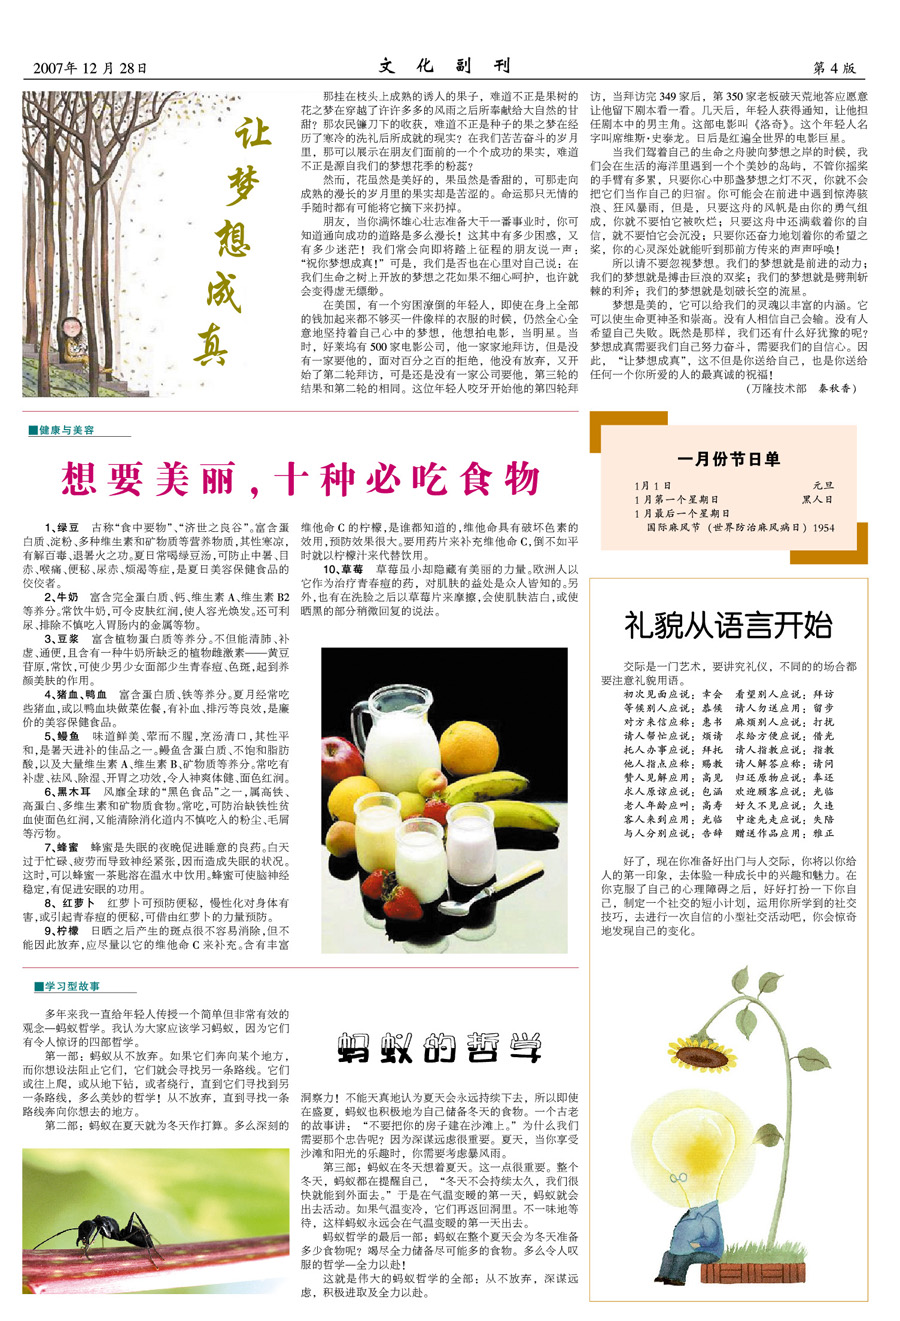 2007年 12 月 28日
文 化 副 刊
第 4 版
让梦想成真
那挂在枝头上成熟的诱人的果子，难道不正是果树的
花之梦在穿越了许许多多的风雨之后所奉献给大自然的甘
甜？那农民镰刀下的收获，难道不正是种子的果之梦在经
历了寒冷的洗礼后所成就的现实？在我们苦苦奋斗的岁月
里，那可以展示在朋友们面前的一个个成功的果实，难道
不正是源自我们的梦想花季的粉蕊？
然而，花虽然是美好的，果虽然是香甜的，可那走向
成熟的漫长的岁月里的果实却是苦涩的。命运那只无情的
手随时都有可能将它摘下来扔掉。
朋友，当你满怀雄心壮志准备大干一番事业时，你可
知道通向成功的道路是多么漫长！这其中有多少困惑，又
有多少迷茫！我们常会向即将踏上征程的朋友说一声：
“祝你梦想成真！”可是，我们是否也在心里对自己说：在
我们生命之树上开放的梦想之花如果不细心呵护，也许就
会变得虚无缥缈。
在美国，有一个穷困潦倒的年轻人，即使在身上全部
的钱加起来都不够买一件像样的衣服的时候，仍然全心全
意地坚持着自己心中的梦想，他想拍电影，当明星。当
时，好莱坞有 500 家电影公司，他一家家地拜访，但是没
有一家要他的，面对百分之百的拒绝，他没有放弃，又开
始了第二轮拜访，可是还是没有一家公司要他，第三轮的
结果和第二轮的相同。这位年轻人咬牙开始他的第四轮拜
访，当拜访完 349 家后，第 350 家老板破天荒地答应愿意
让他留下剧本看一看。几天后，年轻人获得通知，让他担
任剧本中的男主角。这部电影叫《洛奇》。这个年轻人名
字叫席维斯·史泰龙。日后是红遍全世界的电影巨星。
当我们驾着自己的生命之舟驶向梦想之岸的时候，我
们会在生活的海洋里遇到一个个美妙的岛屿，不管你摇桨
的手臂有多累，只要你心中那盏梦想之灯不灭，你就不会
把它们当作自己的归宿。你可能会在前进中遇到惊涛骇
浪、狂风暴雨，但是，只要这舟的风帆是由你的勇气组
成，你就不要怕它被吹烂；只要这舟中还满载着你的自
信，就不要怕它会沉没；只要你还奋力地划着你的希望之
桨，你的心灵深处就能听到那前方传来的声声呼唤！
所以请不要忽视梦想。我们的梦想就是前进的动力；
我们的梦想就是搏击巨浪的双桨；我们的梦想就是劈荆斩
棘的利斧；我们的梦想就是划破长空的流星。
梦想是美的，它可以给我们的灵魂以丰富的内涵。它
可以使生命更神圣和崇高。没有人相信自己会输。没有人
希望自己失败。既然是那样，我们还有什么好犹豫的呢？
梦想成真需要我们自己努力奋斗，需要我们的自信心。因
此，“让梦想成真”，这不但是你送给自己，也是你送给
任何一个你所爱的人的最真诚的祝福！
（万隆技术部　秦秋香）
■健康与美容
想要美丽，十种必吃食物
1、绿豆　古称“食中要物”、“济世之良谷”。富含蛋
白质、淀粉、多种维生素和矿物质等营养物质，其性寒凉，
有解百毒、退暑火之功。夏日常喝绿豆汤，可防止中暑、目
赤、喉痛、便秘、尿赤、烦渴等症，是夏日美容保健食品的
佼佼者。
2、牛奶　富含完全蛋白质、钙、维生素 A、维生素 B2
等养分。常饮牛奶，可令皮肤红润，使人容光焕发。还可利
尿、排除不慎吃入胃肠内的金属等物。
3、豆浆　富含植物蛋白质等养分。不但能清肺、补
虚、通便，且含有一种牛奶所缺乏的植物雌激素——黄豆
苷原，常饮，可使少男少女面部少生青春痘、色斑，起到养
颜美肤的作用。
4、猪血、鸭血　富含蛋白质、铁等养分。夏月经常吃
些猪血，或以鸭血块做菜佐餐，有补血、排污等良效，是廉
价的美容保健食品。
5、鳗鱼　味道鲜美、荤而不腥，烹汤清口，其性平
和，是暑天进补的佳品之一。鳗鱼含蛋白质、不饱和脂肪
酸，以及大量维生素 A、维生素 B、矿物质等养分。常吃有
补虚、祛风、除湿、开胃之功效，令人神爽体健、面色红润。
6、黑木耳　风靡全球的“黑色食品”之一，属高铁、
高蛋白、多维生素和矿物质食物。常吃，可防治缺铁性贫
血使面色红润，又能清除消化道内不慎吃入的粉尘、毛屑
等污物。
7、蜂蜜　蜂蜜是失眠的夜晚促进睡意的良药。白天
过于忙碌、疲劳而导致神经紧张，因而造成失眠的状况。
这时，可以蜂蜜一茶匙溶在温水中饮用。蜂蜜可使脑神经
稳定，有促进安眠的功用。
8、红萝卜　红萝卜可预防便秘，慢性化对身体有
害，或引起青春痘的便秘，可借由红萝卜的力量预防。
9、柠檬　日晒之后产生的斑点很不容易消除，但不
能因此放弃，应尽量以它的维他命 C 来补充。含有丰富
维他命 C 的柠檬，是谁都知道的，维他命具有破坏色素的
效用，预防效果很大。要用药片来补充维他命 C，倒不如平
时就以柠檬汁来代替饮用。
10、草莓　草莓虽小却隐藏有美丽的力量。欧洲人以
它作为治疗青春痘的药，对肌肤的益处是众人皆知的。另
外，也有在洗脸之后以草莓片来摩擦，会使肌肤洁白，或使
晒黑的部分稍微回复的说法。
一月份节日单
1月 1 日　元旦
1 月第一个星期日　黑人日
1 月最后一个星期日
国际麻风节（世界防治麻风病日）1954
礼貌从语言开始
交际是一门艺术，要讲究礼仪，不同的的场合都
要注意礼貌用语。
初次见面应说：幸会　看望别人应说：拜访
等候别人应说：恭候　请人勿送应用：留步
对方来信应称：惠书　麻烦别人应说：打扰
请人帮忙应说：烦请　求给方便应说：借光
托人办事应说：拜托　请人指教应说：指教
他人指点应称：赐教　请人解答应称：请问
赞人见解应用：高见　归还原物应说：奉还
求人原谅应说：包涵　欢迎顾客应说：光临
老人年龄应叫：高寿　好久不见应说：久违
客人来到应用：光临　中途先走应说：失陪
与人分别应说：告辞　赠送作品应用：雅正
好了，现在你准备好出门与人交际，你将以你给
人的第一印象，去体验一种成长中的兴趣和魅力。在
你克服了自己的心理障碍之后，好好打扮一下你自
己，制定一个社交的短小计划，运用你所学到的社交
技巧，去进行一次自信的小型社交活动吧，你会惊奇
地发现自己的变化。
■学习型故事
蚂蚁的哲学
多年来我一直给年轻人传授一个简单但非常有效的
观念—蚂蚁哲学。我认为大家应该学习蚂蚁，因为它们
有令人惊讶的四部哲学。
第一部：蚂蚁从不放弃。如果它们奔向某个地方，
而你想设法阻止它们，它们就会寻找另一条路线。它们
或往上爬，或从地下钻，或者绕行，直到它们寻找到另
一条路线，多么美妙的哲学！从不放弃，直到寻找一条
路线奔向你想去的地方。
第二部：蚂蚁在夏天就为冬天作打算。多么深刻的
洞察力！不能天真地认为夏天会永远持续下去，所以即使
在盛夏，蚂蚁也积极地为自己储备冬天的食物。一个古老
的故事讲：“不要把你的房子建在沙滩上。”为什么我们
需要那个忠告呢？因为深谋远虑很重要。夏天，当你享受
沙滩和阳光的乐趣时，你需要考虑暴风雨。
第三部：蚂蚁在冬天想着夏天。这一点很重要。整个
冬天，蚂蚁都在提醒自己，“冬天不会持续太久，我们很
快就能到外面去。”于是在气温变暖的第一天，蚂蚁就会
出去活动。如果气温变冷，它们再返回洞里。不一味地等
待，这样蚂蚁永远会在气温变暖的第一天出去。
蚂蚁哲学的最后一部：蚂蚁在整个夏天会为冬天准备
多少食物呢？竭尽全力储备尽可能多的食物。多么令人叹
服的哲学—全力以赴！
这就是伟大的蚂蚁哲学的全部：从不放弃，深谋远
虑，积极进取及全力以赴。